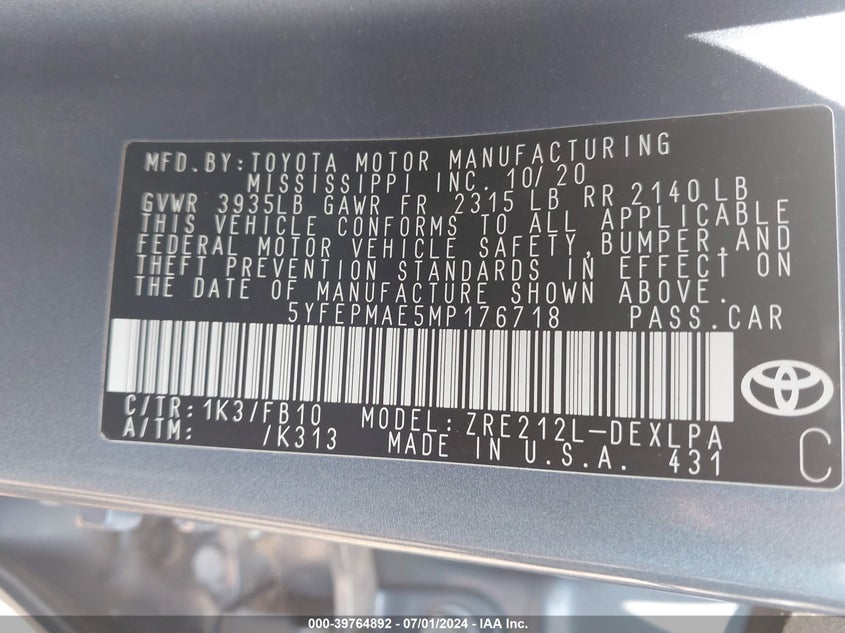 MFD.BY:TOYOTA MOTOR MANUFACTURING
MISSISSIPPI INC. 10/20
GVWR 3935LB GAWR FR 2315 LB RR 2140 LB
THIS VEHICLE CONFORMS TO ALL APPLICABLE
FEDERAL MOTOR VEHICLE SAFETY, BUMPER, AND
THEFT PREVENTION STANDARDS IN EFFECT ON
THE DATE OF MANUFACTURE SHOWN ABOVE.
5YFEPMAE5MP176718 PASS.CAR
C/TR: 1K3/FB10 MODEL: ZRE212L-DEXLPA
A/TM: /K313 MADE IN U.S.A. 431
C
000-39764892 - 07/01/2024 - IAA Inc.